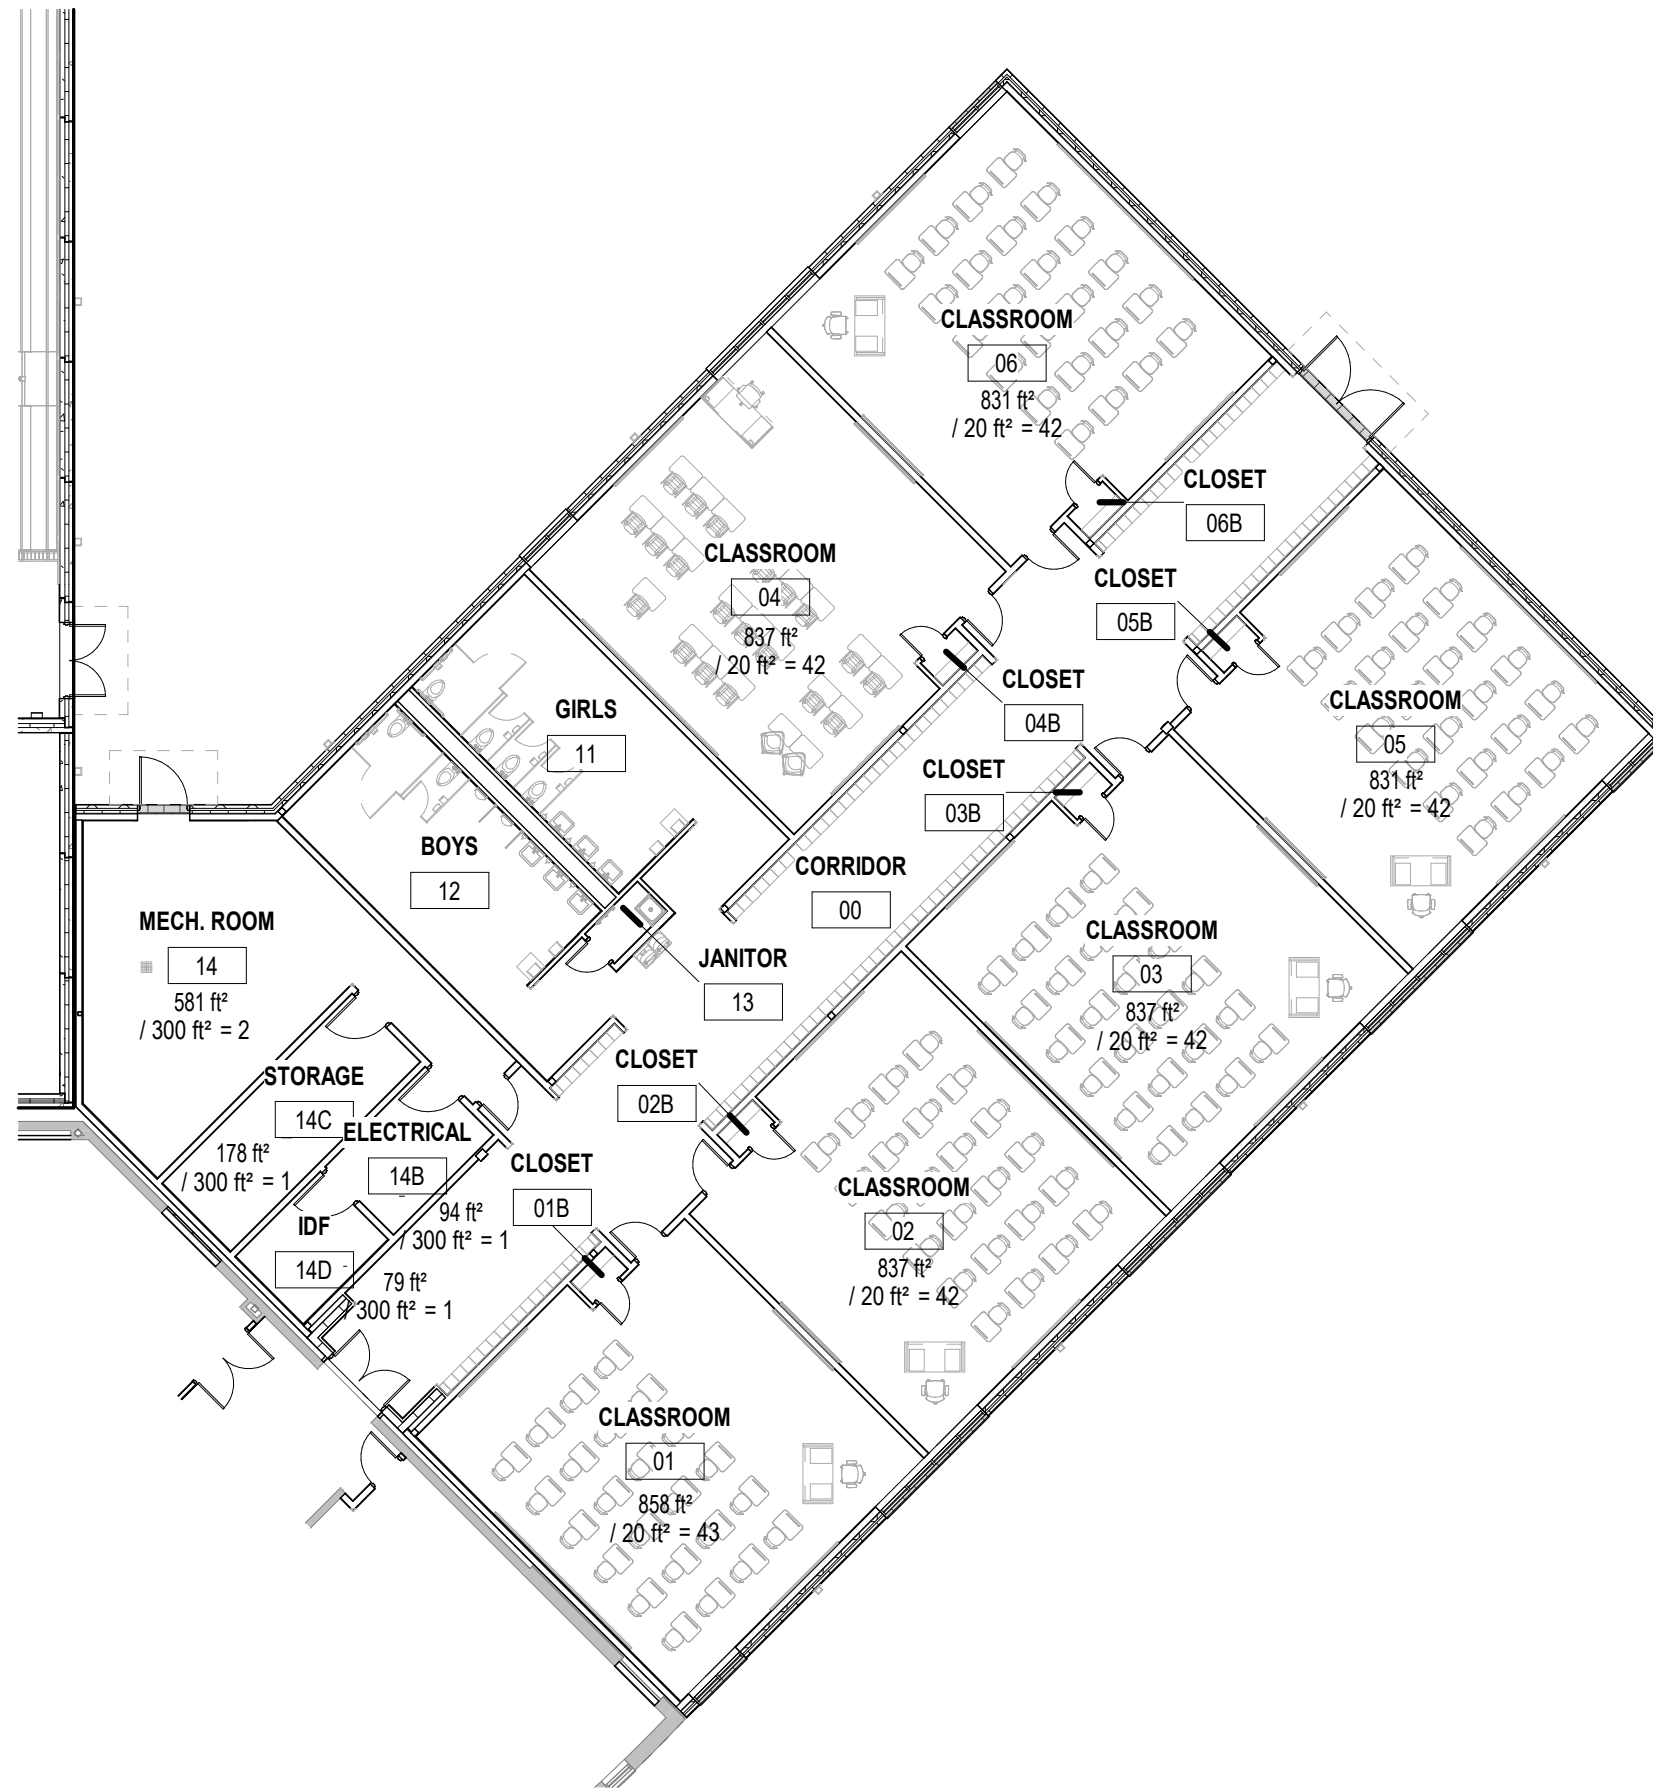 CLASSROOM
06
831 ft²
/ 20 ft² = 42
CLOSET
06B
CLASSROOM
04
837 ft²
/ 20 ft² = 42
CLOSET
05B
CLOSET
04B
CLASSROOM
05
831 ft²
/ 20 ft² = 42
GIRLS
11
CLOSET
03B
BOYS
12
CORRIDOR
00
MECH. ROOM
14
581 ft²
/ 300 ft² = 2
JANITOR
13
CLASSROOM
03
837 ft²
/ 20 ft² = 42
STORAGE
14C
178 ft²
/ 300 ft² = 1
CLOSET
02B
ELECTRICAL
14B
94 ft²
/ 300 ft² = 1
CLOSET
01B
CLASSROOM
02
837 ft²
/ 20 ft² = 42
IDF
14D
79 ft²
/ 300 ft² = 1
CLASSROOM
01
858 ft²
/ 20 ft² = 43